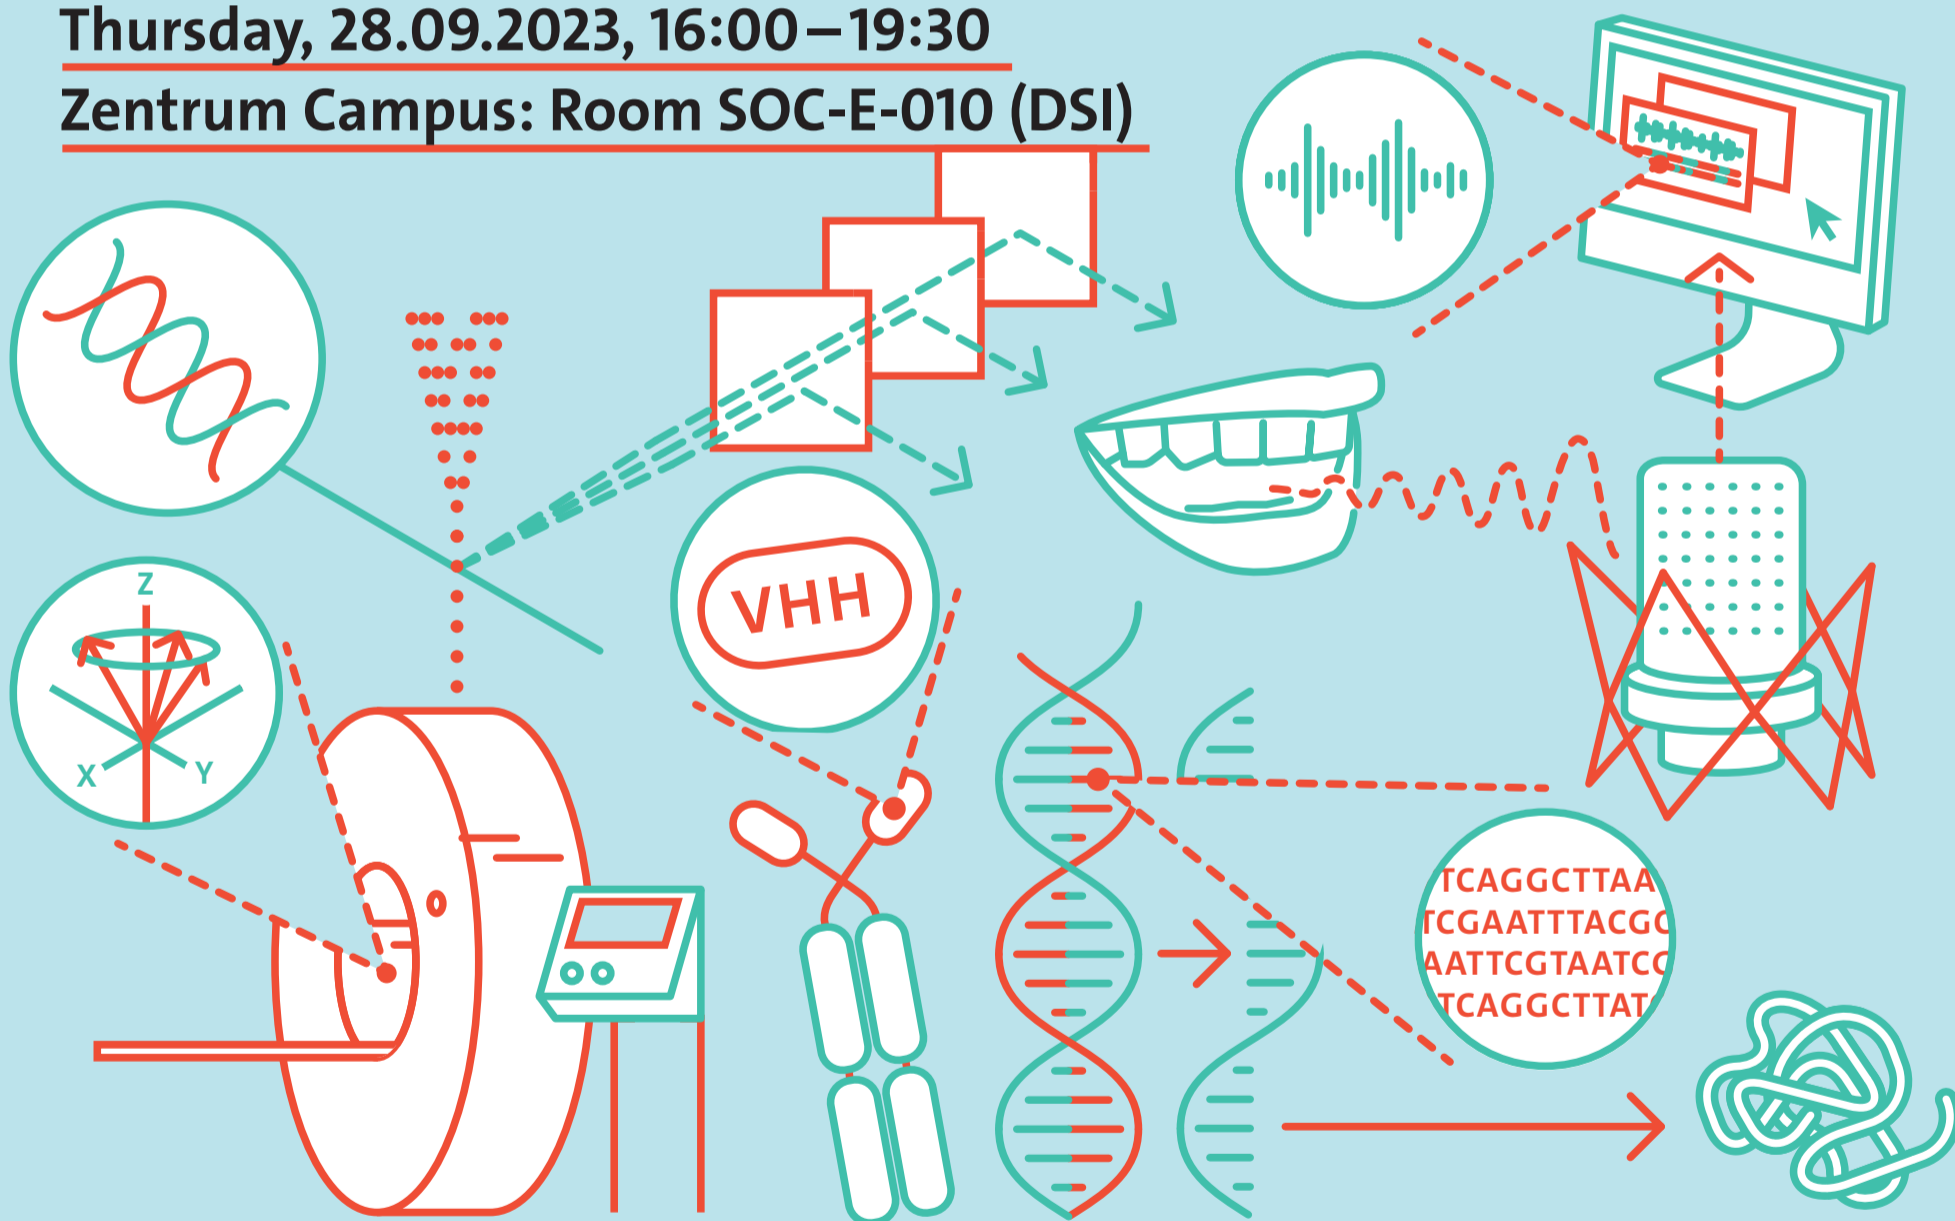 Thursday, 28.09.2023, 16:00–19:30
Zentrum Campus: Room SOC-E-010 (DSI)
Z
X
Y
VHH
TCAGGCTTAA
TCGAATTTACGC
AATTCGTAATCC
TCAGGCTTAT